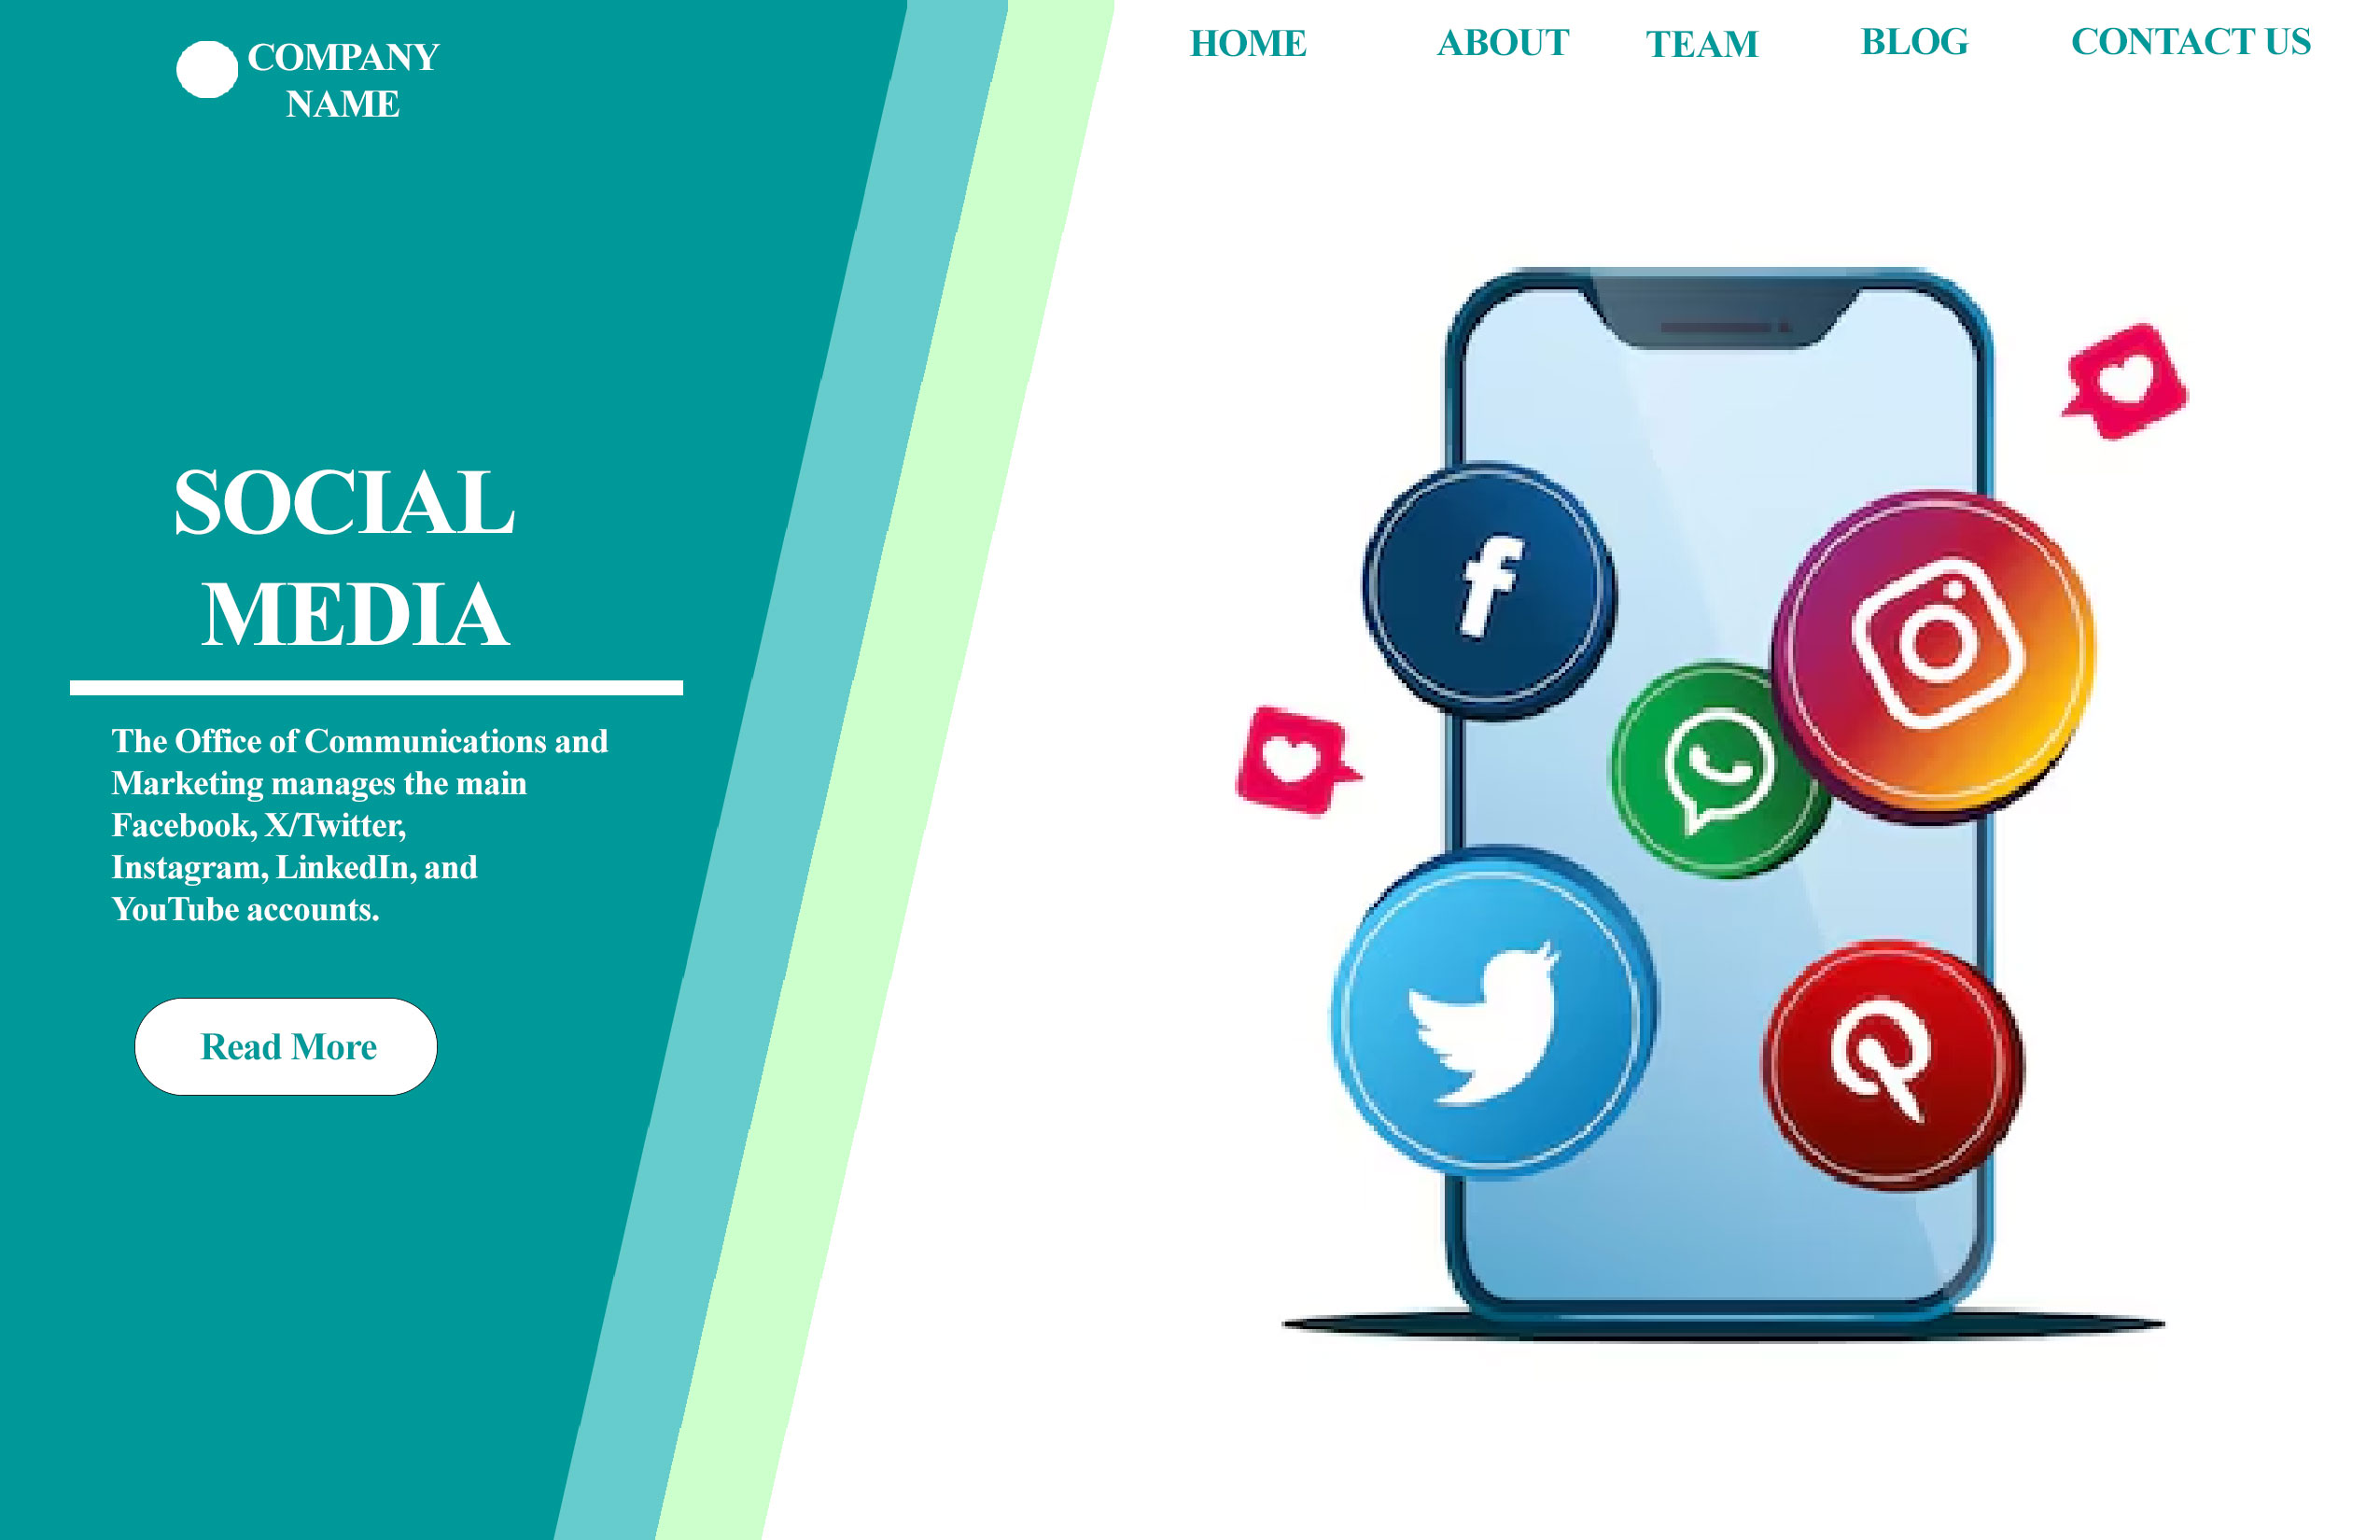 COMPANY
NAME
HOME ABOUT TEAM BLOG CONTACT US
SOCIAL
MEDIA
The Office of Communications and
Marketing manages the main
Facebook, X/Twitter,
Instagram, LinkedIn, and
YouTube accounts.
Read More